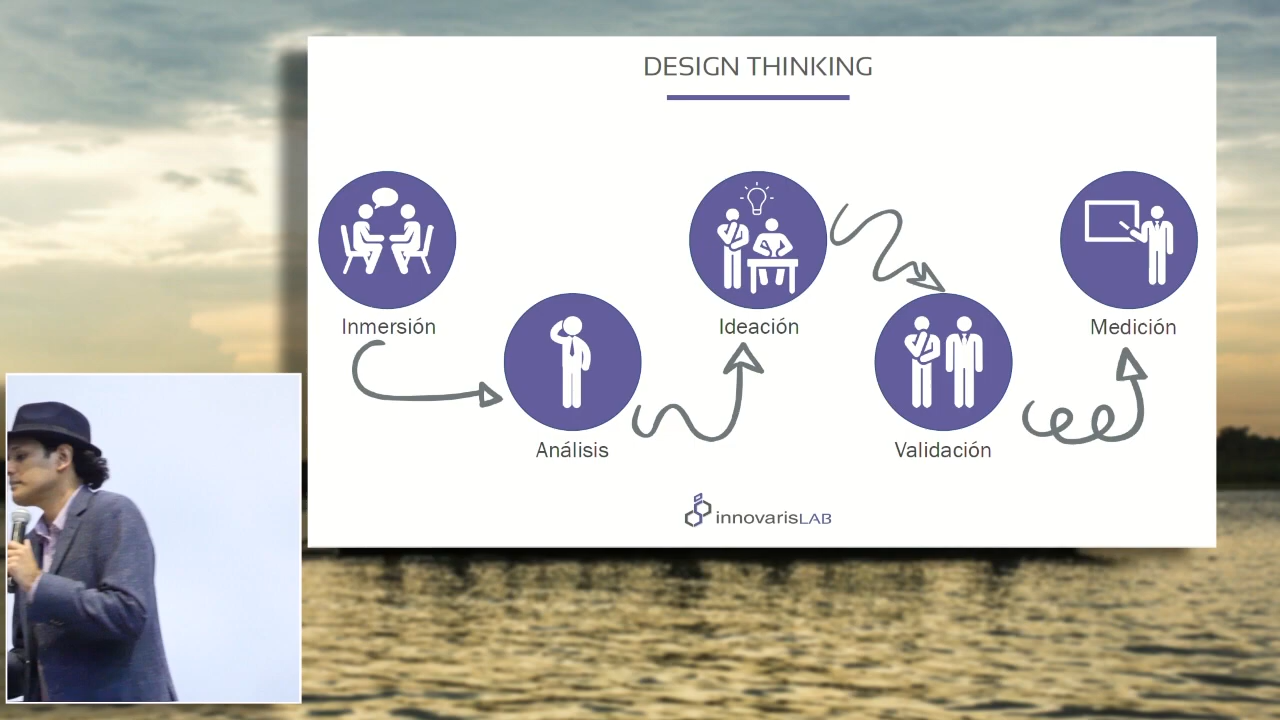 DESIGN THINKING
Inmersión
Análisis
Ideación
Validación
Medición
innovarisLAB